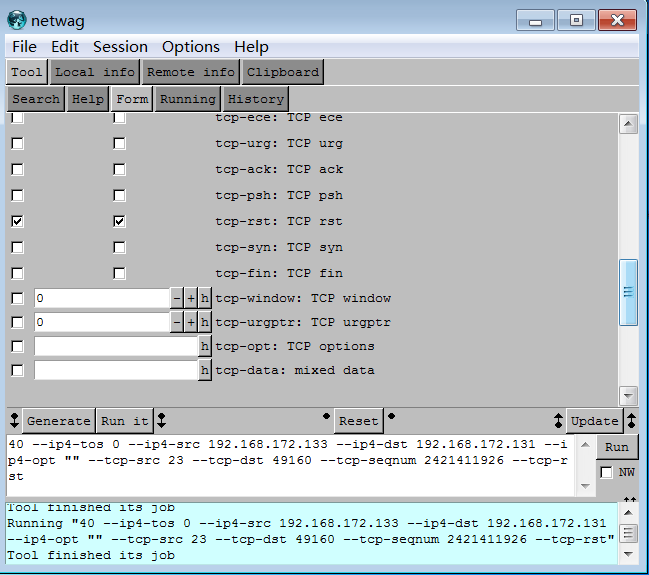 netwag
File Edit Session Options Help
Tool Local info Remote info Clipboard
Search Help Form Running History
tcp-ece: TCP ece
tcp-urg: TCP urg
tcp-ack: TCP ack
tcp-psh: TCP psh
tcp-rst: TCP rst
tcp-syn: TCP syn
tcp-fin: TCP fin
0 - + h tcp-window: TCP window
0 - + h tcp-urgptr: TCP urgptr
h tcp-opt: TCP options
h tcp-data: mixed data
Generate Run it Reset Update
40 --ip4-tos 0 --ip4-src 192.168.172.133 --ip4-dst 192.168.172.131 --i
p4-opt "" --tcp-src 23 --tcp-dst 49160 --tcp-seqnum 2421411926 --tcp-r
st
Run
NW
Tool finished its job
Running "40 --ip4-tos 0 --ip4-src 192.168.172.133 --ip4-dst 192.168.172.131
--ip4-opt "" --tcp-src 23 --tcp-dst 49160 --tcp-seqnum 2421411926 --tcp-rst"
Tool finished its job